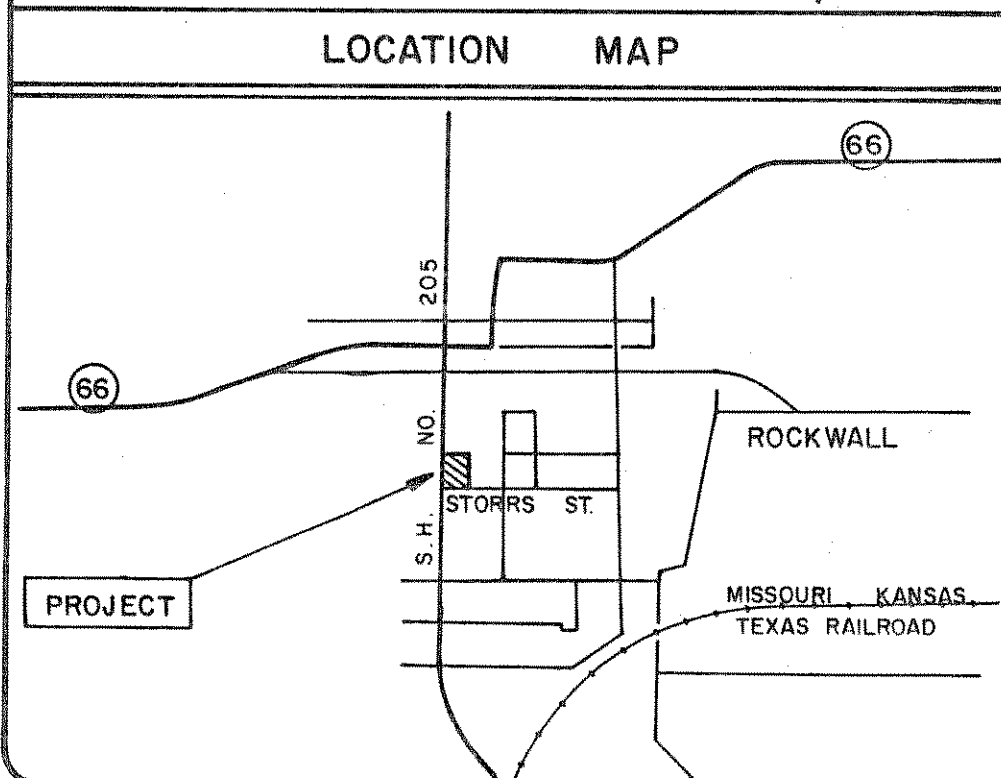 LOCATION MAP
66
205
66
S.H. NO.
ROCKWALL
STORRS ST.
PROJECT
MISSOURI KANSAS
TEXAS RAILROAD